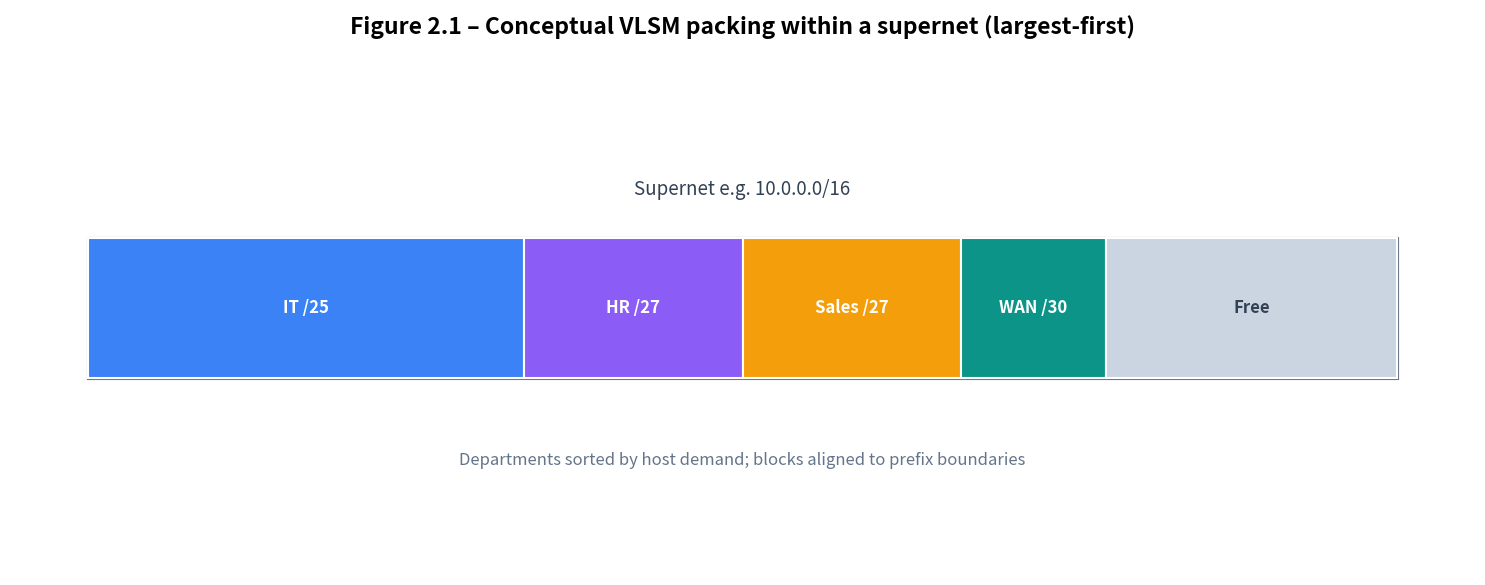 Figure 2.1 – Conceptual VLSM packing within a supernet (largest-first)
Supernet e.g. 10.0.0.0/16
IT /25
HR /27
Sales /27
WAN /30
Free
Departments sorted by host demand; blocks aligned to prefix boundaries